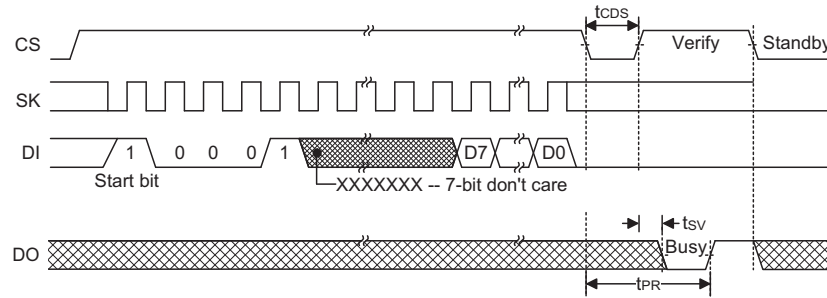 tCDS
CS
Verify
Standby
SK
DI
1 0 0 0 1
D7
D0
Start bit
XXXXXXX -- 7-bit don't care
tSV
DO
Busy
tPR